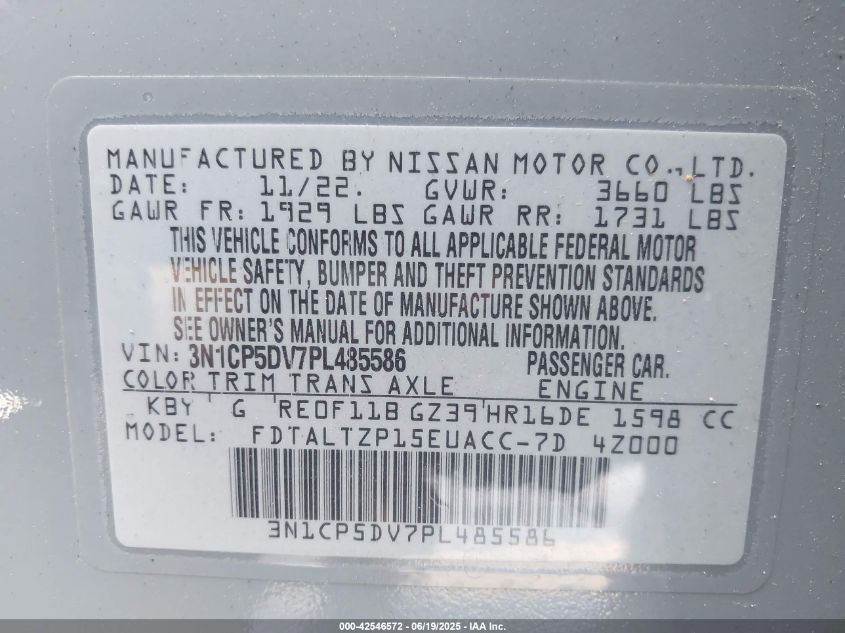 MANUFACTURED BY NISSAN MOTOR CO.,LTD.
DATE: 11/22. GVWR: 3660 LBS
GAWR FR: 1929 LBS GAWR RR: 1731 LBS
THIS VEHICLE CONFORMS TO ALL APPLICABLE FEDERAL MOTOR
VEHICLE SAFETY, BUMPER AND THEFT PREVENTION STANDARDS
IN EFFECT ON THE DATE OF MANUFACTURE SHOWN ABOVE.
SEE OWNER'S MANUAL FOR ADDITIONAL INFORMATION.
VIN: 3N1CP5DV7PL485586 PASSENGER CAR.
COLOR TRIM TRANS AXLE ENGINE
KBY G RE0F11B GZ39 HR16DE 1598 CC
MODEL: FDTALTZP15EUACC-7D 4Z000
3N1CP5DV7PL485586
000-42546572 - 06/19/2025 - IAA Inc.